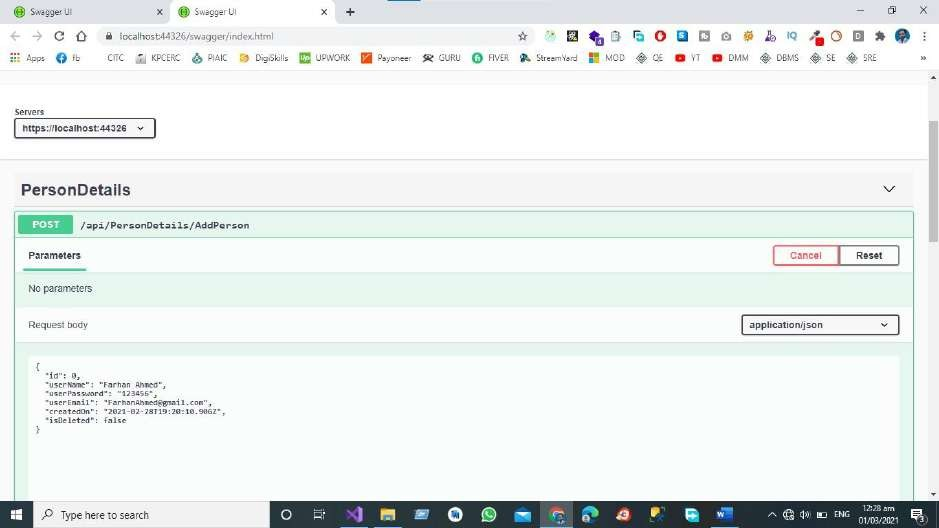 Swagger UI
Swagger UI
localhost:44326/swagger/index.html
Apps Fb CITC KPCERC PIAIC DigiSkills UPWORK Payoneer GURU FIVER StreamYard MOD QE YT DMM DBMS SE SRE
Servers
https://localhost:44326
PersonDetails
POST /api/PersonDetails/AddPerson
Parameters Cancel Reset
No parameters
Request body application/json
{
"id": 0,
"userName": "Farhan Ahmed",
"userPassword": "123456",
"userEmail": "FarhanAhmed@gmail.com",
"createdOn": "2021-02-28T19:20:10.906Z",
"isDeleted": false
}
Type here to search
ENG
12:28 am
01/03/2021
3